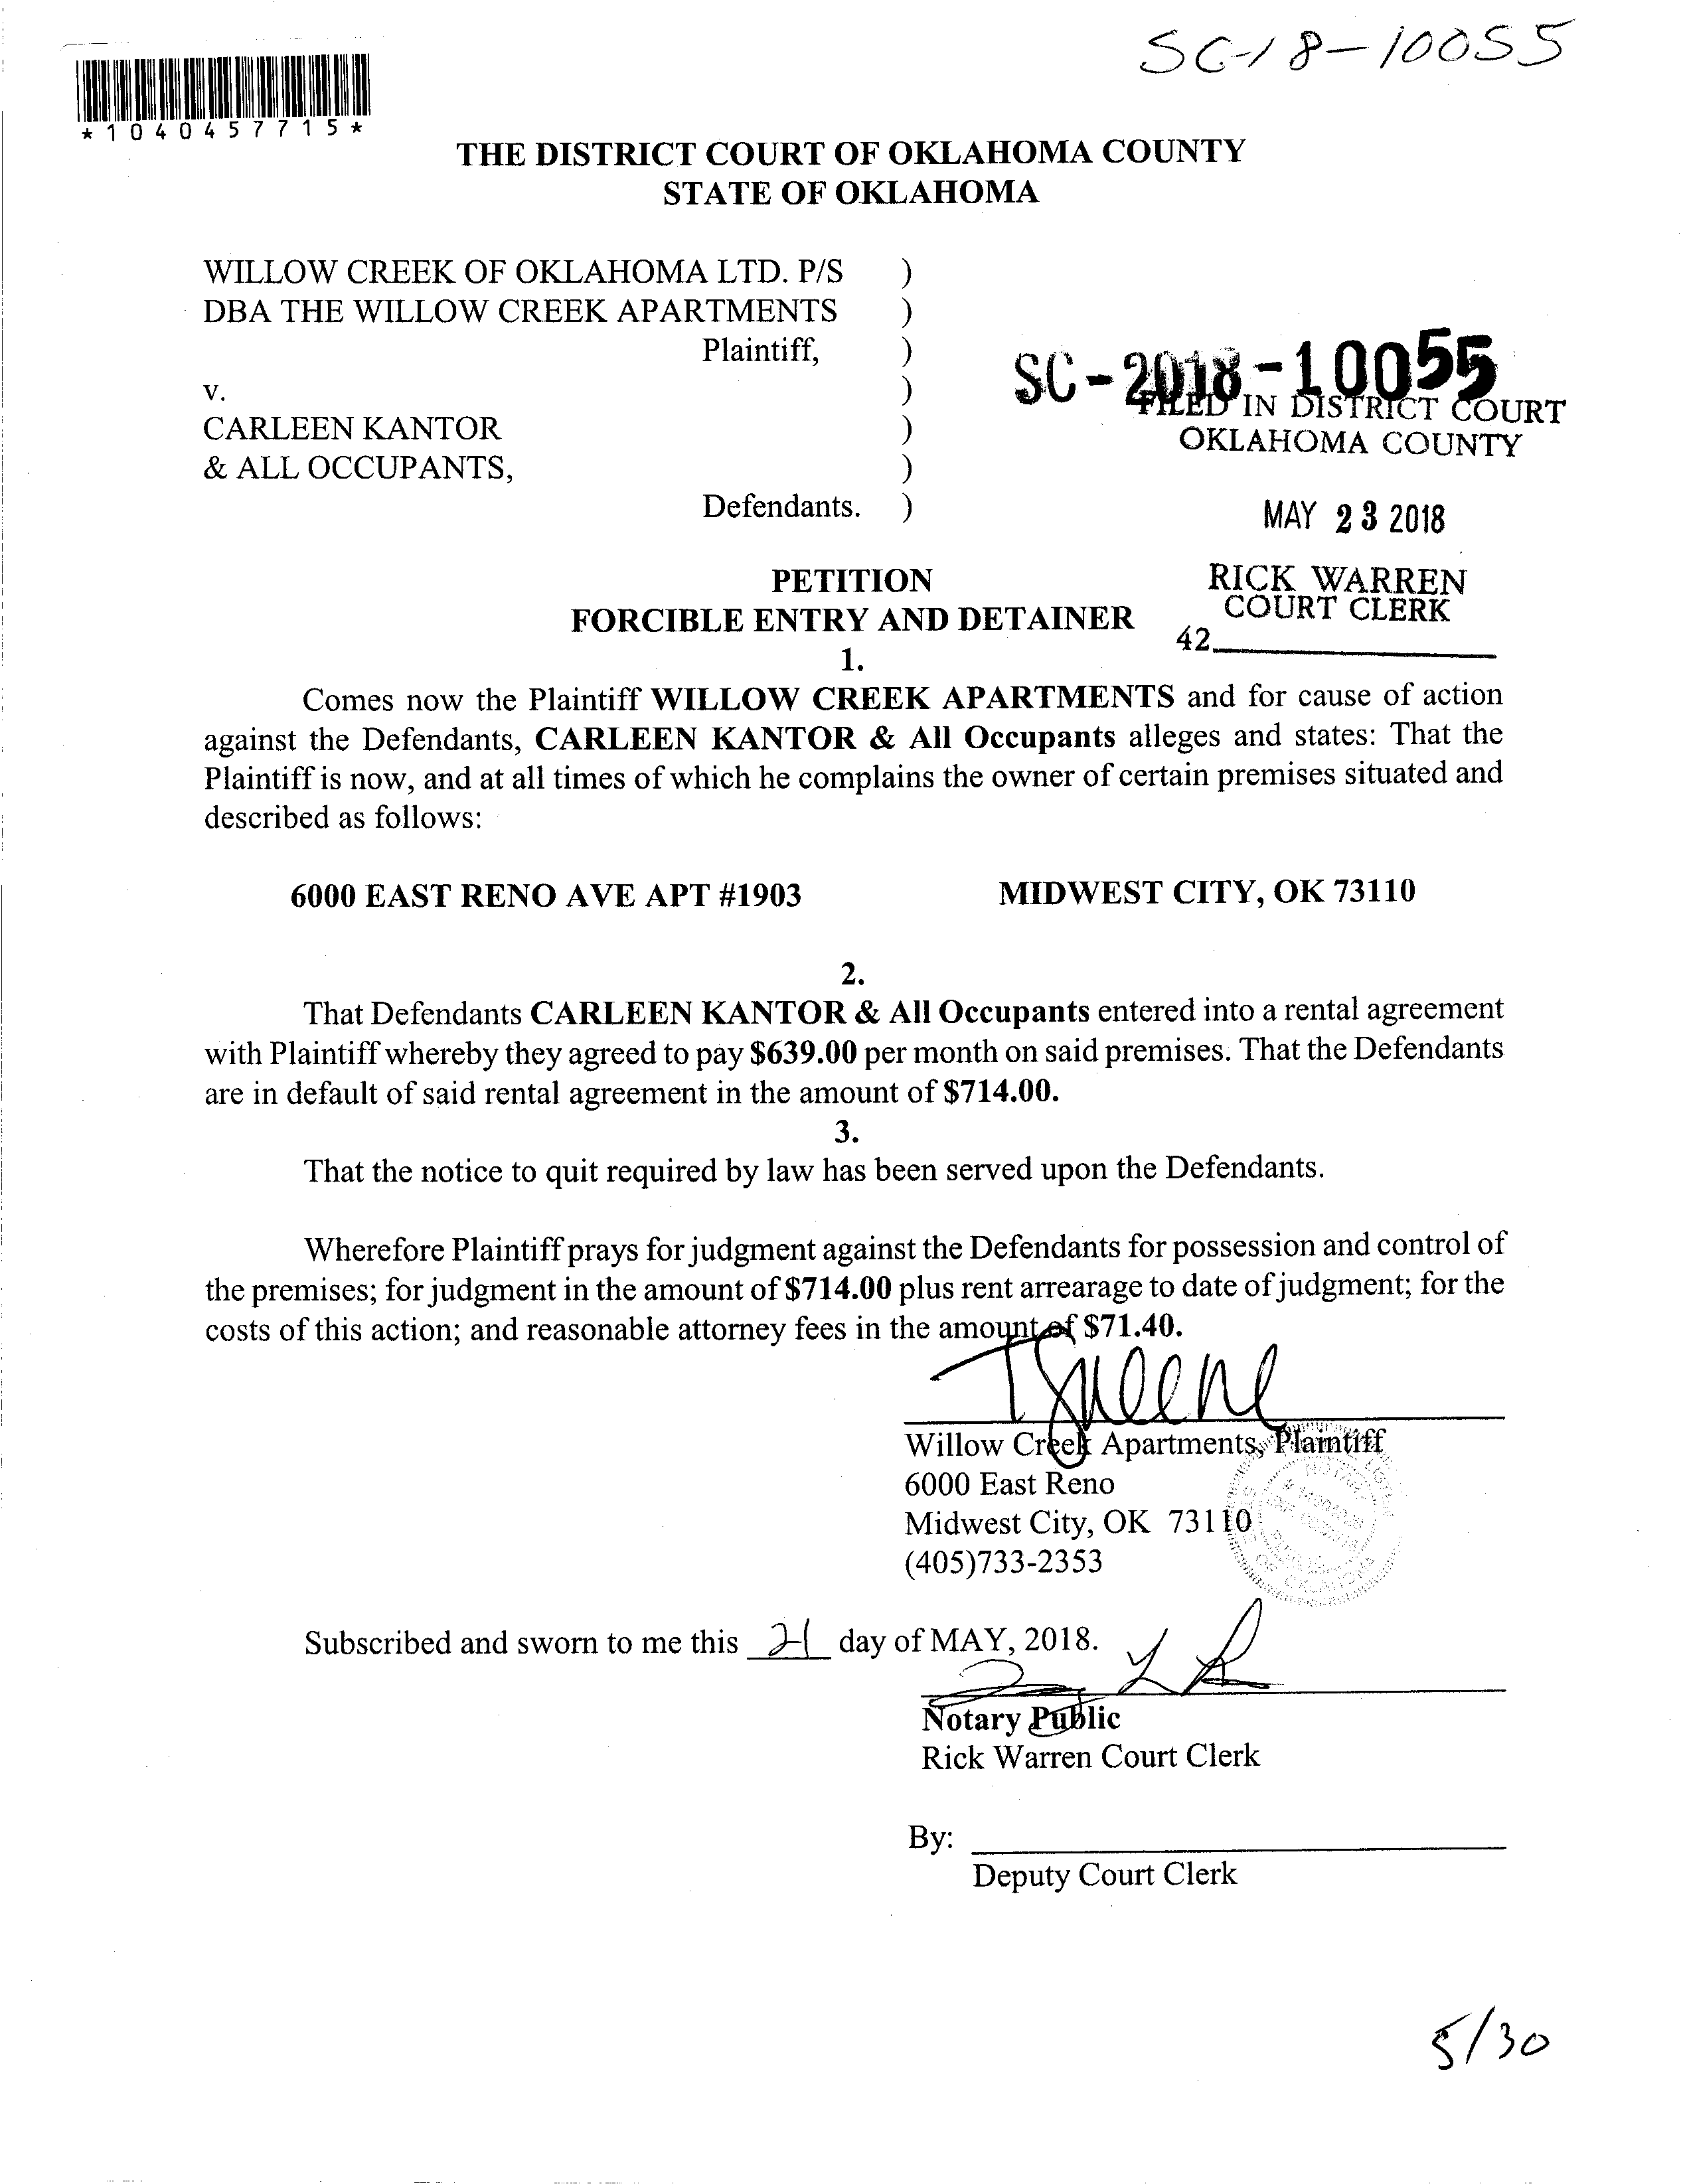 SC-18-10055
*1040457715*
THE DISTRICT COURT OF OKLAHOMA COUNTY
STATE OF OKLAHOMA
WILLOW CREEK OF OKLAHOMA LTD. P/S )
DBA THE WILLOW CREEK APARTMENTS )
Plaintiff, )
v. )
CARLEEN KANTOR )
& ALL OCCUPANTS, )
Defendants. )
SC-2018-10055
FILED IN DISTRICT COURT
OKLAHOMA COUNTY
MAY 23 2018
RICK WARREN
COURT CLERK
42
PETITION
FORCIBLE ENTRY AND DETAINER
1.
Comes now the Plaintiff WILLOW CREEK APARTMENTS and for cause of action
against the Defendants, CARLEEN KANTOR & All Occupants alleges and states: That the
Plaintiff is now, and at all times of which he complains the owner of certain premises situated and
described as follows:
6000 EAST RENO AVE APT #1903 MIDWEST CITY, OK 73110
2.
That Defendants CARLEEN KANTOR & All Occupants entered into a rental agreement
with Plaintiff whereby they agreed to pay $639.00 per month on said premises. That the Defendants
are in default of said rental agreement in the amount of $714.00.
3.
That the notice to quit required by law has been served upon the Defendants.
Wherefore Plaintiff prays for judgment against the Defendants for possession and control of
the premises; for judgment in the amount of $714.00 plus rent arrearage to date of judgment; for the
costs of this action; and reasonable attorney fees in the amount of $71.40.
Willow Creek Apartments, Plaintiff
6000 East Reno
Midwest City, OK 73110
(405)733-2353
Subscribed and sworn to me this 21 day of MAY, 2018.
Notary Public
Rick Warren Court Clerk
By:
Deputy Court Clerk
5/30